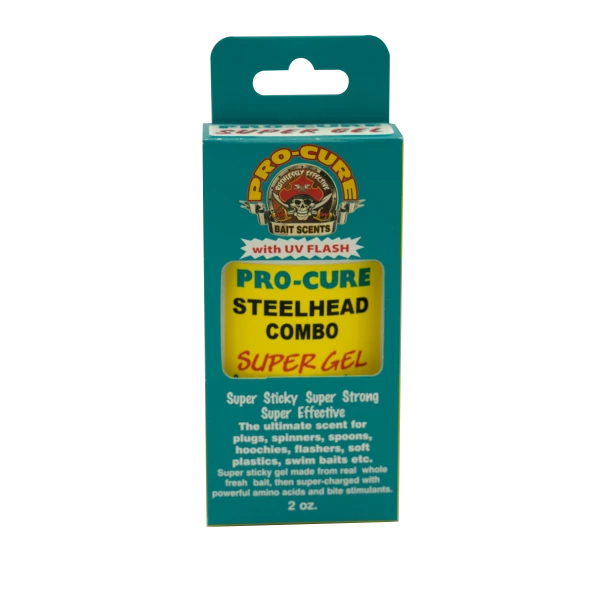 PRO-CURE
SUPER GEL
PRO-CURE
BAIT SCENTS
with UV FLASH
PRO-CURE
STEELHEAD
COMBO
SUPER GEL
Super Sticky Super Strong
Super Effective
The ultimate scent for
plugs, spinners, spoons,
hoochies, flashers, soft
plastics, swim baits etc.
Super sticky gel made from real whole
fresh bait, then super-charged with
powerful amino acids and bite stimulants.
2 oz.